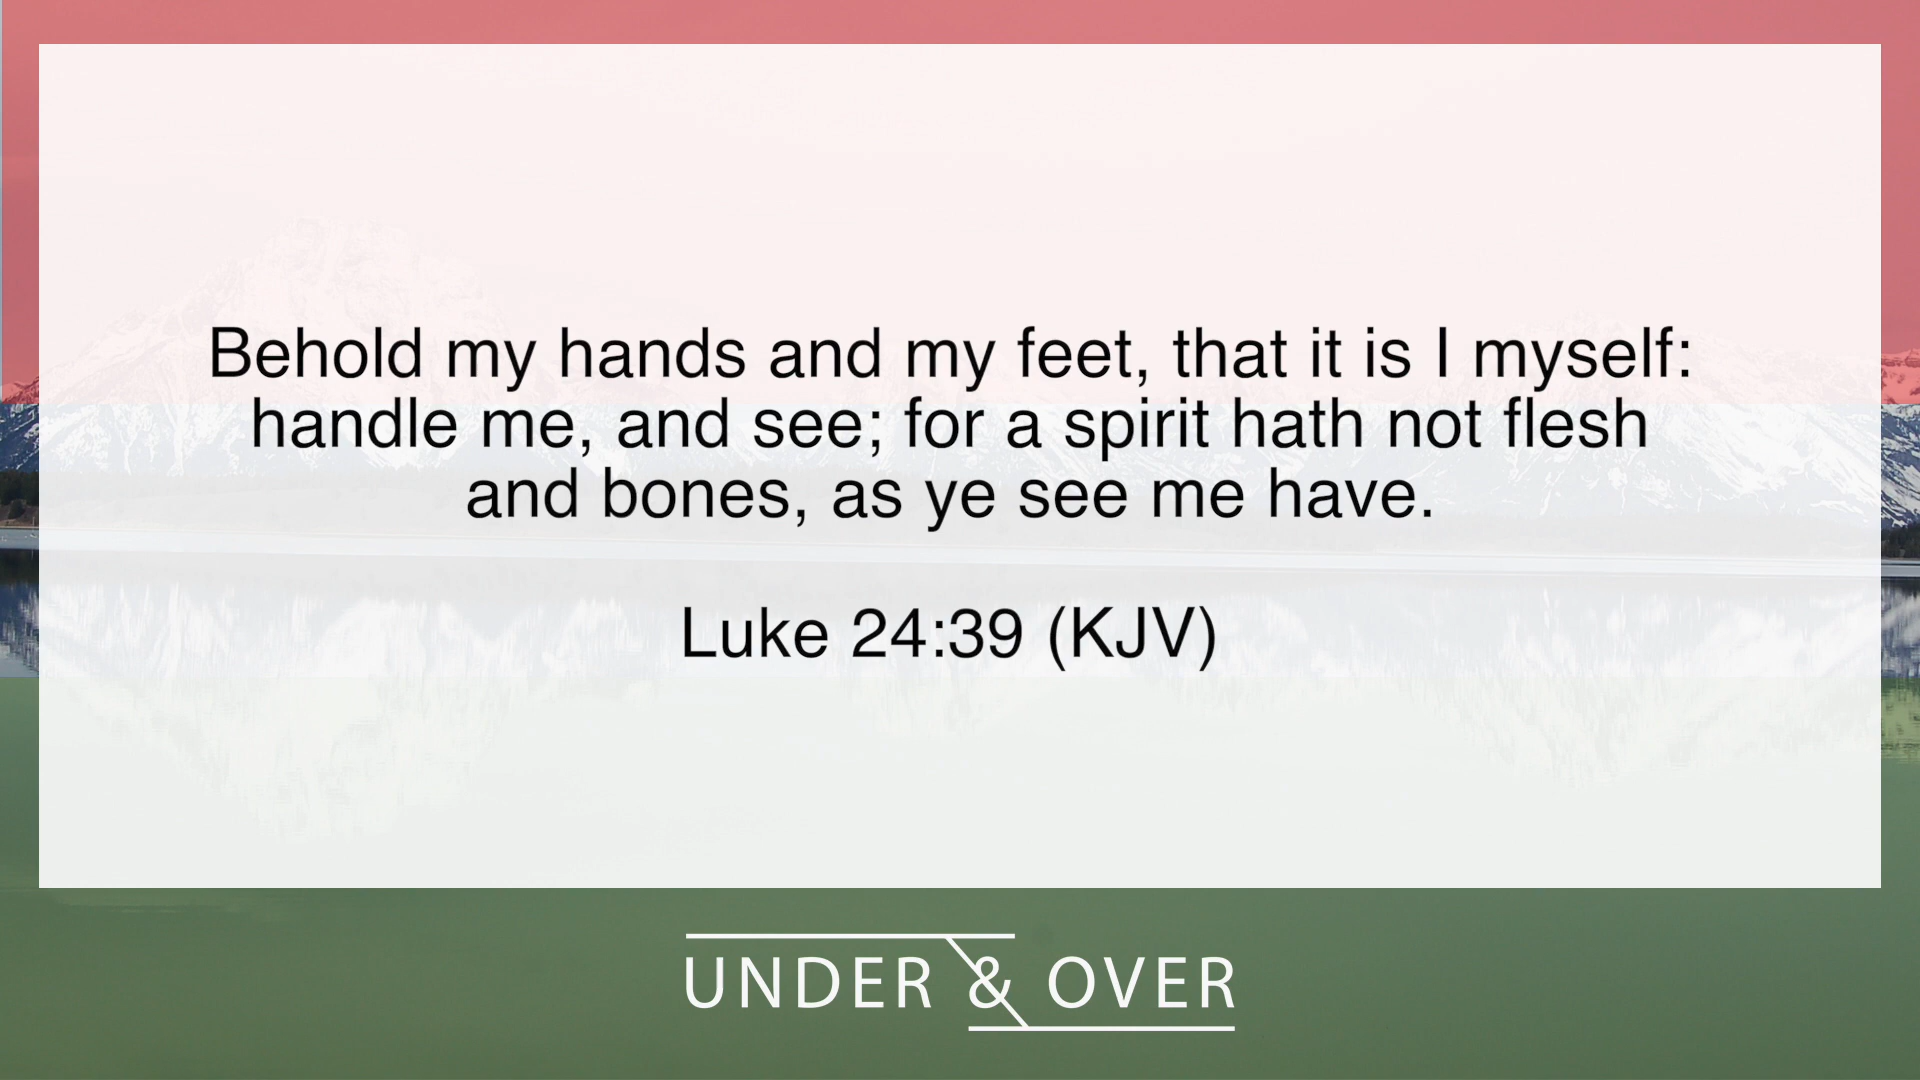 Behold my hands and my feet, that it is I myself:
handle me, and see; for a spirit hath not flesh
and bones, as ye see me have.
Luke 24:39 (KJV)
UNDER & OVER